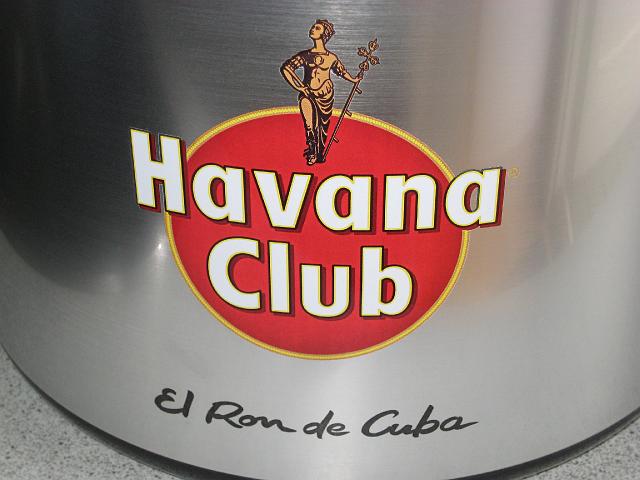 Havana
Club
El Ron de Cuba